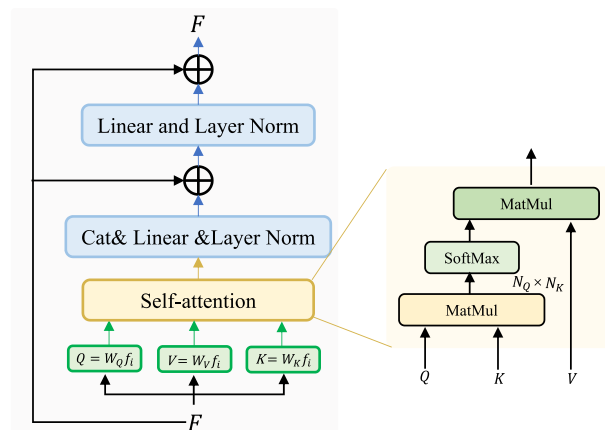 F
Linear and Layer Norm
Cat& Linear &Layer Norm
Self-attention
Q = W_Q f_i
V = W_V f_i
K = W_K f_i
F
MatMul
SoftMax
N_Q × N_K
MatMul
Q
K
V